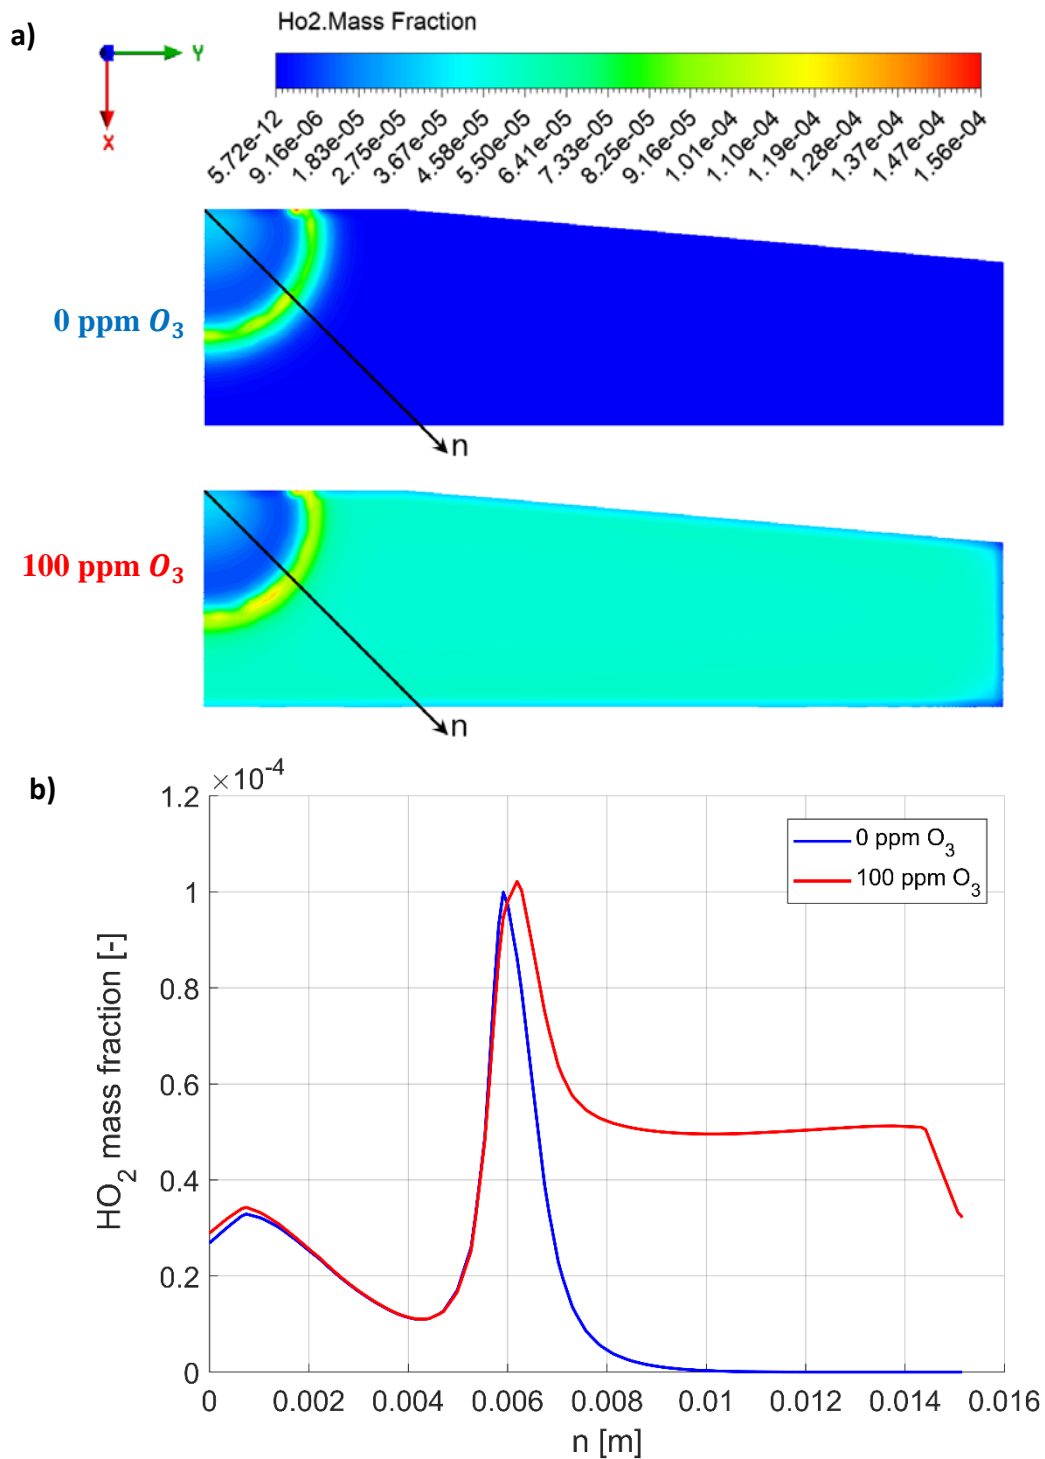 a)
Ho2.Mass Fraction
Y
X
5.72e-12
9.16e-06
1.83e-05
2.75e-05
3.67e-05
4.58e-05
5.50e-05
6.41e-05
7.33e-05
8.25e-05
9.16e-05
1.01e-04
1.10e-04
1.19e-04
1.28e-04
1.37e-04
1.47e-04
1.56e-04
0 ppm O₃
n
100 ppm O₃
n
b)
×10⁻⁴
1.2
1
0.8
0.6
0.4
0.2
0
HO₂ mass fraction [-]
0 ppm O₃
100 ppm O₃
0 0.002 0.004 0.006 0.008 0.01 0.012 0.014 0.016
n [m]